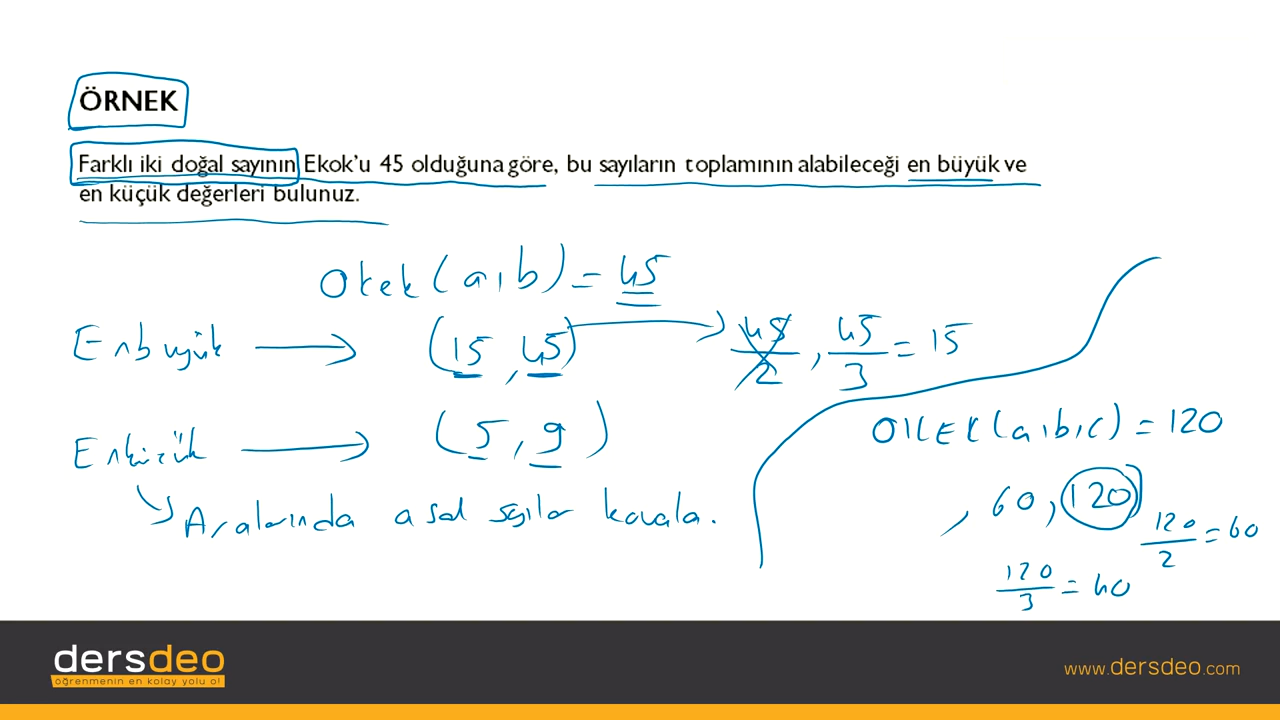 ÖRNEK
Farklı iki doğal sayının Ekok'u 45 olduğuna göre, bu sayıların toplamının alabileceği en büyük ve
en küçük değerleri bulunuz.
Okek(a,b) = 45
En büyük → (15, 45) → 45/2, 45/3 = 15
En küçük → (5, 9)
↳ Aralarında asal sayılar kovala.
OKEK(a,b,c) = 120
, 60, 120)
120/2 = 60
120/3 = 40
dersdeo
öğrenmenin en kolay yolu o!
www.dersdeo.com